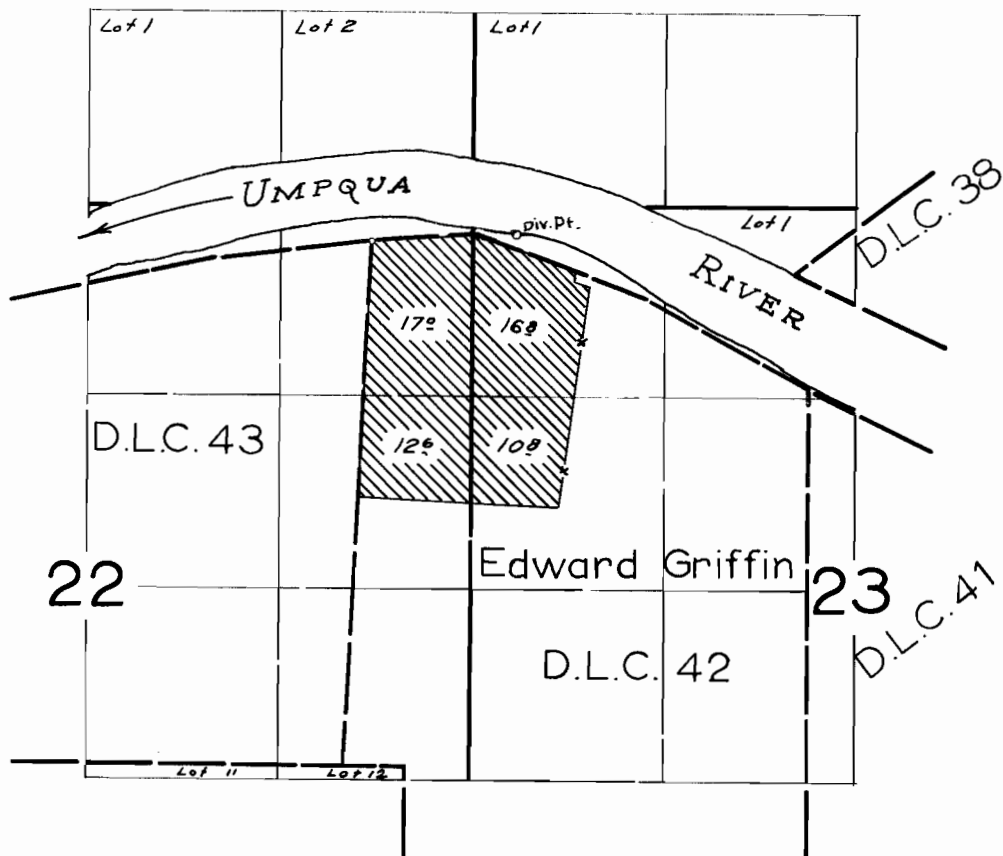 Lot 1
Lot 2
Lot 1
UMPQUA
RIVER
Div. Pt.
Lot 1
D.L.C. 38
17⁰
16⁸
12⁶
10⁸
D.L.C. 43
Edward Griffin
22
23
D.L.C. 42
D.L.C. 41
Lot 11
Lot 12